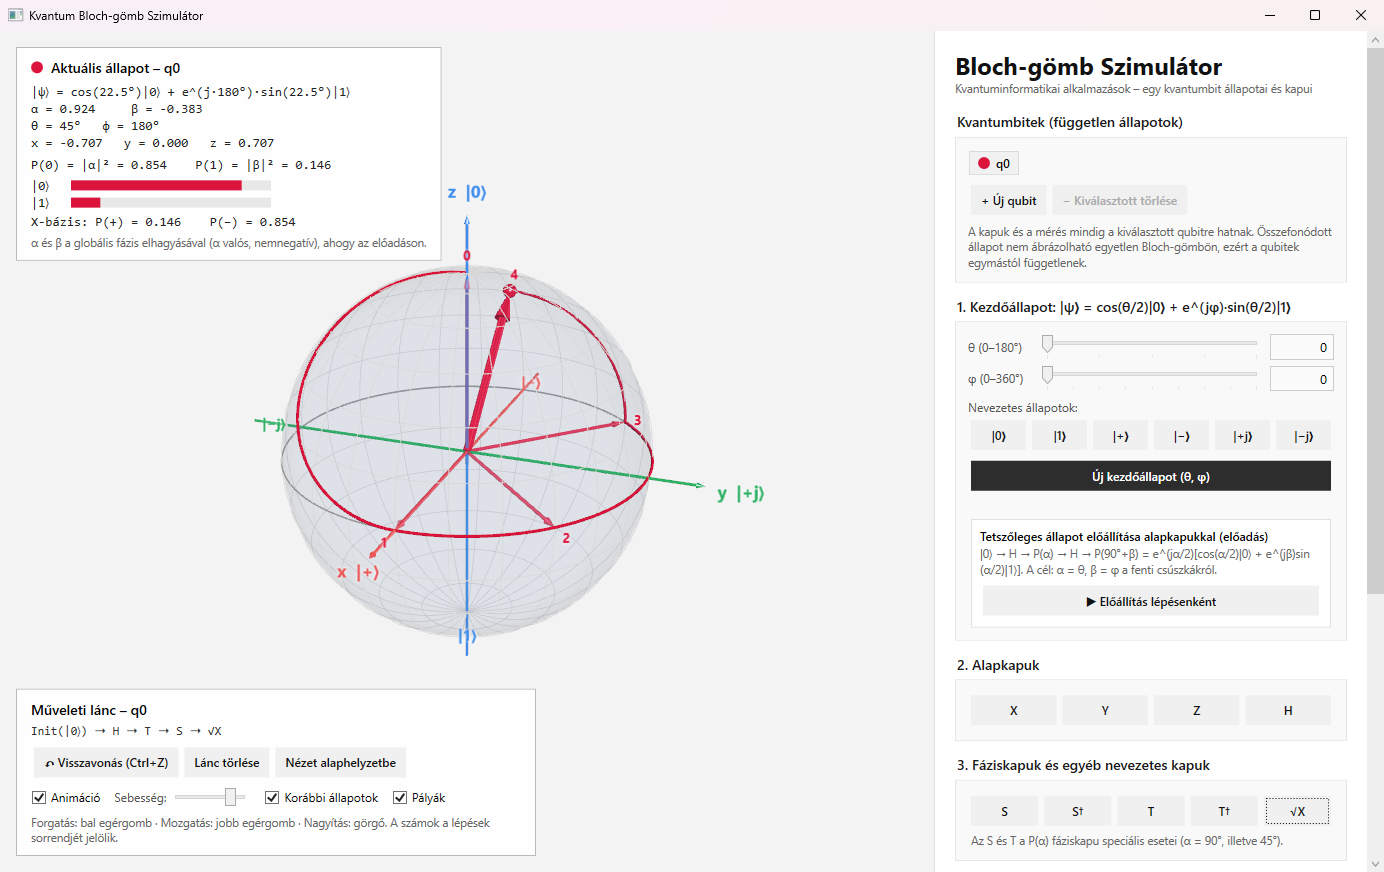 Kvantum Bloch-gömb Szimulátor
Aktuális állapot – q0
|ψ⟩ = cos(22.5°)|0⟩ + e^(j·180°)·sin(22.5°)|1⟩
α = 0.924 β = -0.383
θ = 45° ϕ = 180°
x = -0.707 y = 0.000 z = 0.707
P(0) = |α|² = 0.854 P(1) = |β|² = 0.146
|0⟩
|1⟩
X-bázis: P(+) = 0.146 P(−) = 0.854
α és β a globális fázis elhagyásával (α valós, nemnegatív), ahogy az előadáson.
z |0⟩
0
4
|−⟩
|−j⟩
3
y |+j⟩
2
1
x |+⟩
|1⟩
Műveleti lánc – q0
Init(|0⟩) → H → T → S → √X
↶ Visszavonás (Ctrl+Z)
Lánc törlése
Nézet alaphelyzetbe
Animáció
Sebesség:
Korábbi állapotok
Pályák
Forgatás: bal egérgomb · Mozgatás: jobb egérgomb · Nagyítás: görgő. A számok a lépések
sorrendjét jelölik.
Bloch-gömb Szimulátor
Kvantuminformatikai alkalmazások – egy kvantumbit állapotai és kapui
Kvantumbitek (független állapotok)
q0
+ Új qubit
− Kiválasztott törlése
A kapuk és a mérés mindig a kiválasztott qubitre hatnak. Összefonódott
állapot nem ábrázolható egyetlen Bloch-gömbön, ezért a qubitek
egymástól függetlenek.
1. Kezdőállapot: |ψ⟩ = cos(θ/2)|0⟩ + e^(jφ)·sin(θ/2)|1⟩
θ (0–180°)
0
φ (0–360°)
0
Nevezetes állapotok:
|0⟩
|1⟩
|+⟩
|−⟩
|+j⟩
|−j⟩
Új kezdőállapot (θ, φ)
Tetszőleges állapot előállítása alapkapukkal (előadás)
|0⟩ → H → P(α) → H → P(90°+β) = e^(jα/2)[cos(α/2)|0⟩ + e^(jβ)sin
(α/2)|1⟩]. A cél: α = θ, β = φ a fenti csúszkákról.
▶ Előállítás lépésenként
2. Alapkapuk
X
Y
Z
H
3. Fáziskapuk és egyéb nevezetes kapuk
S
S†
T
T†
√X
Az S és T a P(α) fáziskapu speciális esetei (α = 90°, illetve 45°).